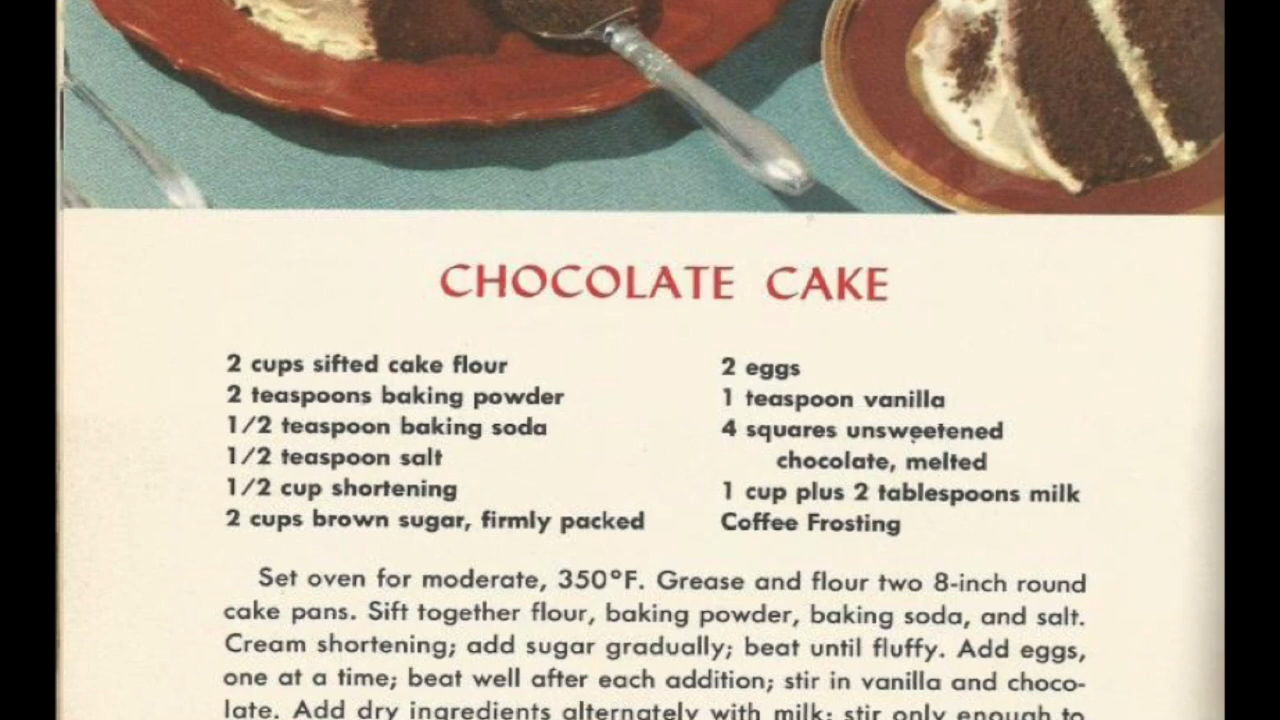 CHOCOLATE CAKE
2 cups sifted cake flour
2 teaspoons baking powder
1/2 teaspoon baking soda
1/2 teaspoon salt
1/2 cup shortening
2 cups brown sugar, firmly packed
2 eggs
1 teaspoon vanilla
4 squares unsweetened
chocolate, melted
1 cup plus 2 tablespoons milk
Coffee Frosting
Set oven for moderate, 350°F. Grease and flour two 8-inch round
cake pans. Sift together flour, baking powder, baking soda, and salt.
Cream shortening; add sugar gradually; beat until fluffy. Add eggs,
one at a time; beat well after each addition; stir in vanilla and choco-
late. Add dry ingredients alternately with milk; stir only enough to